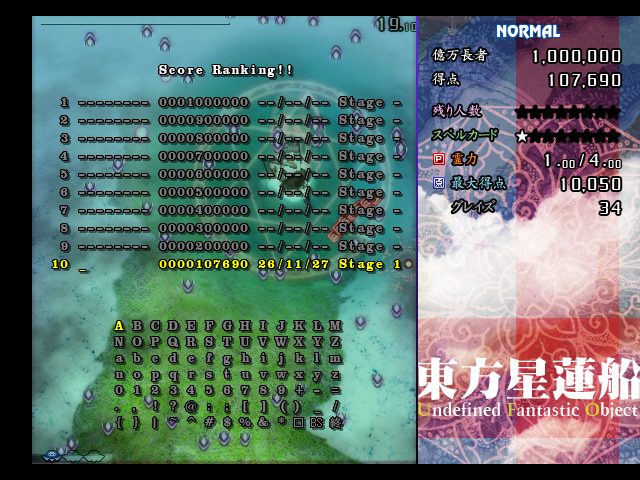 19.10
Score Ranking!!
1 -------- 0001000000 --/--/-- Stage -
2 -------- 0000900000 --/--/-- Stage -
3 -------- 0000800000 --/--/-- Stage -
4 -------- 0000700000 --/--/-- Stage -
5 -------- 0000600000 --/--/-- Stage -
6 -------- 0000500000 --/--/-- Stage -
7 -------- 0000400000 --/--/-- Stage -
8 -------- 0000300000 --/--/-- Stage -
9 -------- 0000200000 --/--/-- Stage -
10 _ 0000107690 26/11/27 Stage 1
A B C D E F G H I J K L M
N O P Q R S T U V W X Y Z
a b c d e f g h i j k l m
n o p q r s t u v w x y z
0 1 2 3 4 5 6 7 8 9 + - =
. , ! ? @ : ; [ ] ( ) _ /
{ } | ~ ^ # $ % & * □ BS 終
NORMAL
億万長者 1,000,000
得点 107,690
残り人数 ★★★★★★★★
スペルカード ★★★★★★★★
P 霊力 1.00/4.00
点 最大得点 10,050
グレイズ 34
東方星蓮船
Undefined Fantastic Object